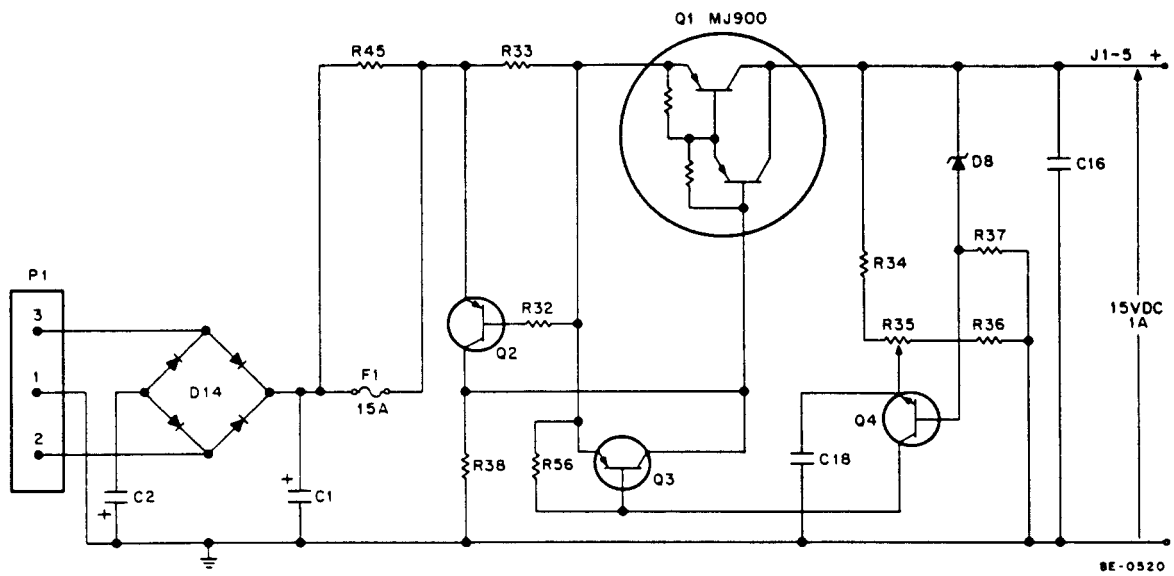 Q1 MJ900
R45
R33
J1-5 +
D8
C16
R37
R34
P1
R32
15VDC
1A
3
R35
R36
Q2
1
D14
F1
15A
Q4
2
R38
R56
Q3
C18
+
C1
C2
+
8E-0520